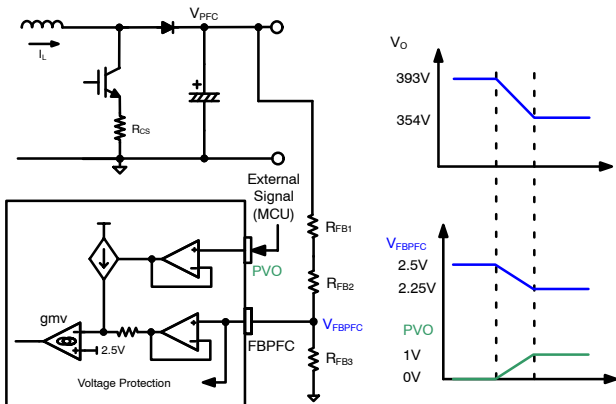 V_PFC
I_L
R_CS
External
Signal
(MCU)
PVO
R_FB1
R_FB2
R_FB3
V_FBPFC
FBPFC
gmv
2.5V
Voltage Protection
V_O
393V
354V
V_FBPFC
2.5V
2.25V
PVO
1V
0V